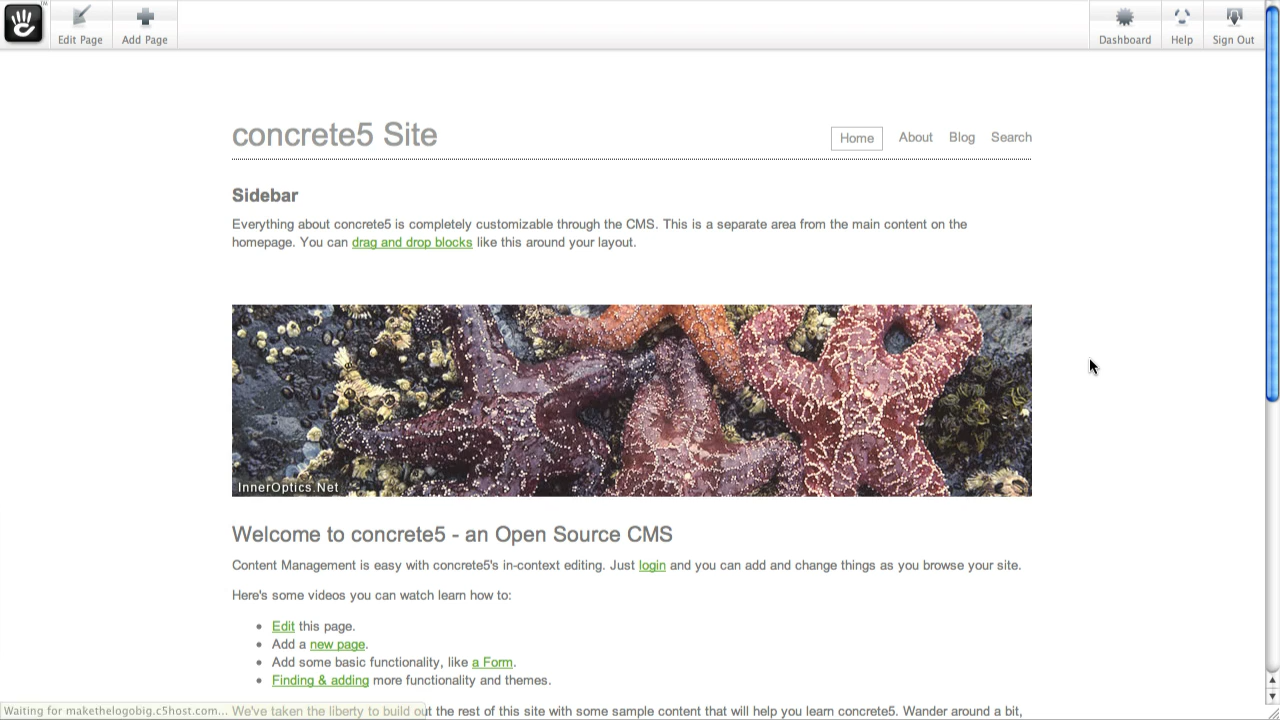 Edit Page
Add Page
Dashboard
Help
Sign Out
concrete5 Site
Home
About
Blog
Search
Sidebar
Everything about concrete5 is completely customizable through the CMS. This is a separate area from the main content on the
homepage. You can drag and drop blocks like this around your layout.
InnerOptics.Net
Welcome to concrete5 - an Open Source CMS
Content Management is easy with concrete5's in-context editing. Just login and you can add and change things as you browse your site.
Here's some videos you can watch learn how to:
Edit this page.
Add a new page.
Add some basic functionality, like a Form.
Finding & adding more functionality and themes.
Waiting for makethelogobig.c5host.com...
We've taken the liberty to build out the rest of this site with some sample content that will help you learn concrete5. Wander around a bit,